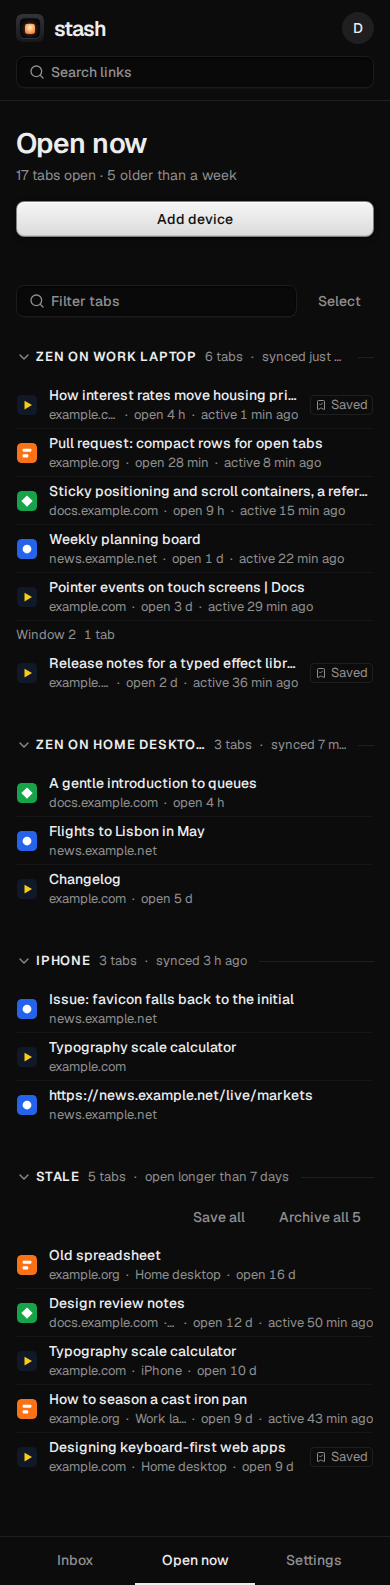 stash
D
Search links
Open now
17 tabs open · 5 older than a week
Add device
Filter tabs
Select
ZEN ON WORK LAPTOP 6 tabs · synced just ...
How interest rates move housing pri...
example.c... · open 4 h · active 1 min ago
Saved
Pull request: compact rows for open tabs
example.org · open 28 min · active 8 min ago
Sticky positioning and scroll containers, a refer...
docs.example.com · open 9 h · active 15 min ago
Weekly planning board
news.example.net · open 1 d · active 22 min ago
Pointer events on touch screens | Docs
example.com · open 3 d · active 29 min ago
Window 2 1 tab
Release notes for a typed effect libr...
example.... · open 2 d · active 36 min ago
Saved
ZEN ON HOME DESKTO... 3 tabs · synced 7 m...
A gentle introduction to queues
docs.example.com · open 4 h
Flights to Lisbon in May
news.example.net
Changelog
example.com · open 5 d
IPHONE 3 tabs · synced 3 h ago
Issue: favicon falls back to the initial
news.example.net
Typography scale calculator
example.com
https://news.example.net/live/markets
news.example.net
STALE 5 tabs · open longer than 7 days
Save all
Archive all 5
Old spreadsheet
example.org · Home desktop · open 16 d
Design review notes
docs.example.com ·... · open 12 d · active 50 min ago
Typography scale calculator
example.com · iPhone · open 10 d
How to season a cast iron pan
example.org · Work la... · open 9 d · active 43 min ago
Designing keyboard-first web apps
example.com · Home desktop · open 9 d
Saved
Inbox
Open now
Settings